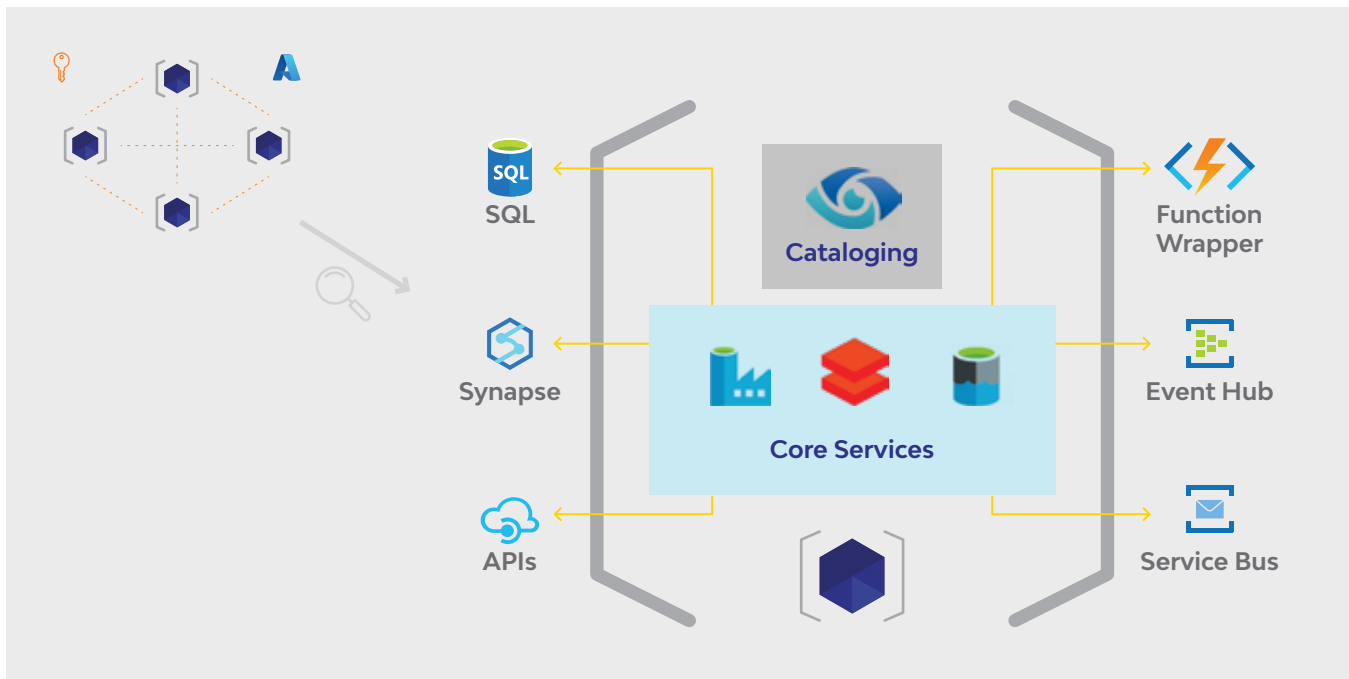 SQL
SQL
Synapse
APIs
Cataloging
Core Services
Function
Wrapper
Event Hub
Service Bus